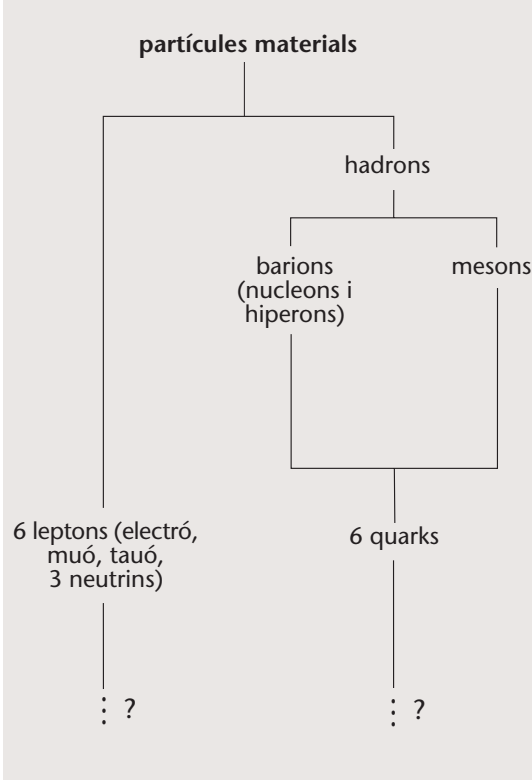 partícules materials
hadrons
barions
(nucleons i
hiperons)
mesons
6 leptons (electró,
muó, tauó,
3 neutrins)
6 quarks
⋮ ?
⋮ ?